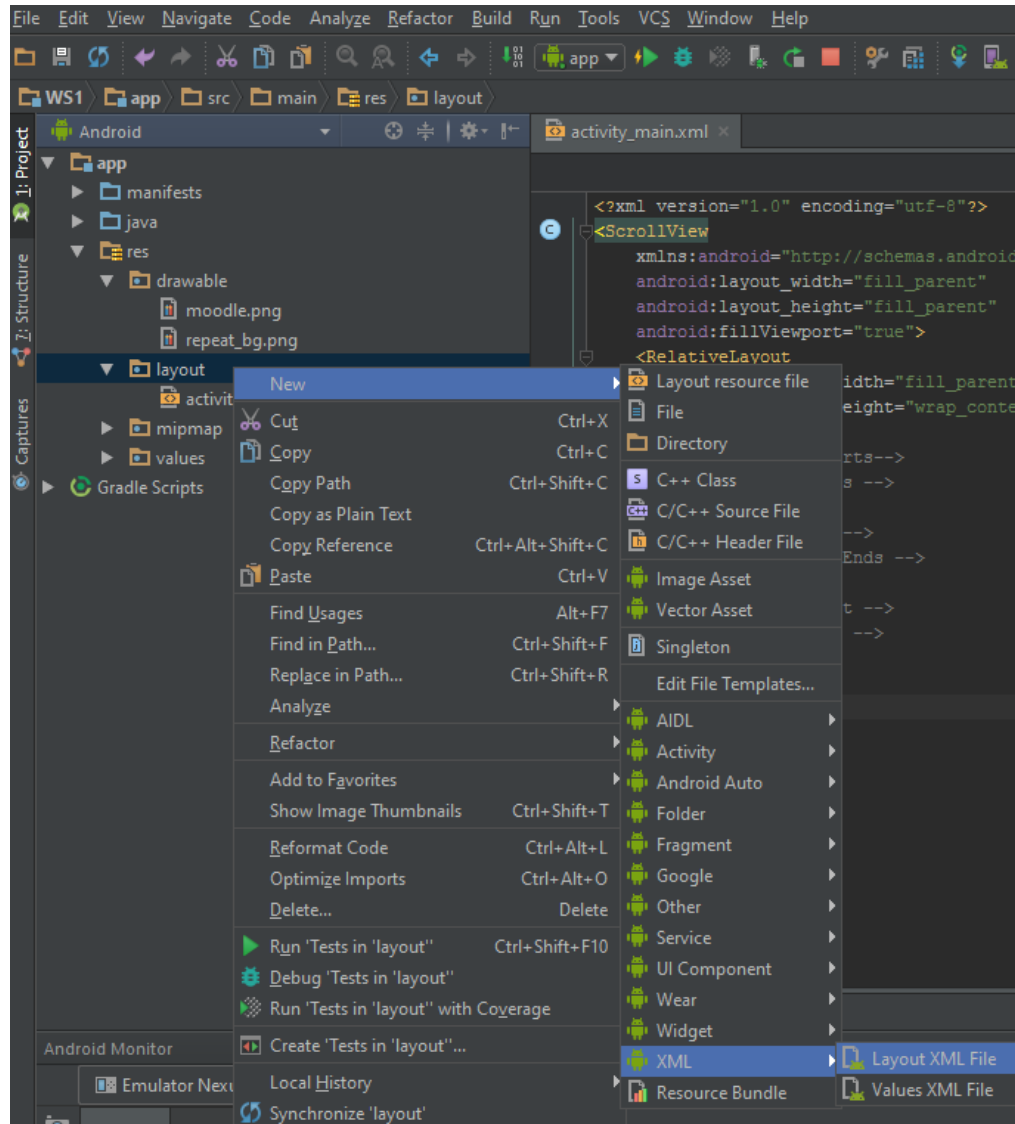 File Edit View Navigate Code Analyze Refactor Build Run Tools VCS Window Help
app
WS1 app src main res layout
Android
activity_main.xml
1: Project
7: Structure
Captures
app
manifests
java
res
drawable
moodle.png
repeat_bg.png
layout
activit
mipmap
values
Gradle Scripts
<?xml version="1.0" encoding="utf-8"?>
<ScrollView
xmlns:android="http://schemas.android
android:layout_width="fill_parent"
android:layout_height="fill_parent"
android:fillViewport="true">
<RelativeLayout
idth="fill_parent
eight="wrap_conte
rts-->
s -->
-->
Ends -->
t -->
-->
New
Cut Ctrl+X
Copy Ctrl+C
Copy Path Ctrl+Shift+C
Copy as Plain Text
Copy Reference Ctrl+Alt+Shift+C
Paste Ctrl+V
Find Usages Alt+F7
Find in Path... Ctrl+Shift+F
Replace in Path... Ctrl+Shift+R
Analyze
Refactor
Add to Favorites
Show Image Thumbnails Ctrl+Shift+T
Reformat Code Ctrl+Alt+L
Optimize Imports Ctrl+Alt+O
Delete... Delete
Run 'Tests in 'layout'' Ctrl+Shift+F10
Debug 'Tests in 'layout''
Run 'Tests in 'layout'' with Coverage
Create 'Tests in 'layout''...
Local History
Synchronize 'layout'
Layout resource file
File
Directory
C++ Class
C/C++ Source File
C/C++ Header File
Image Asset
Vector Asset
Singleton
Edit File Templates...
AIDL
Activity
Android Auto
Folder
Fragment
Google
Other
Service
UI Component
Wear
Widget
XML
Resource Bundle
Layout XML File
Values XML File
Android Monitor
Emulator Nexu